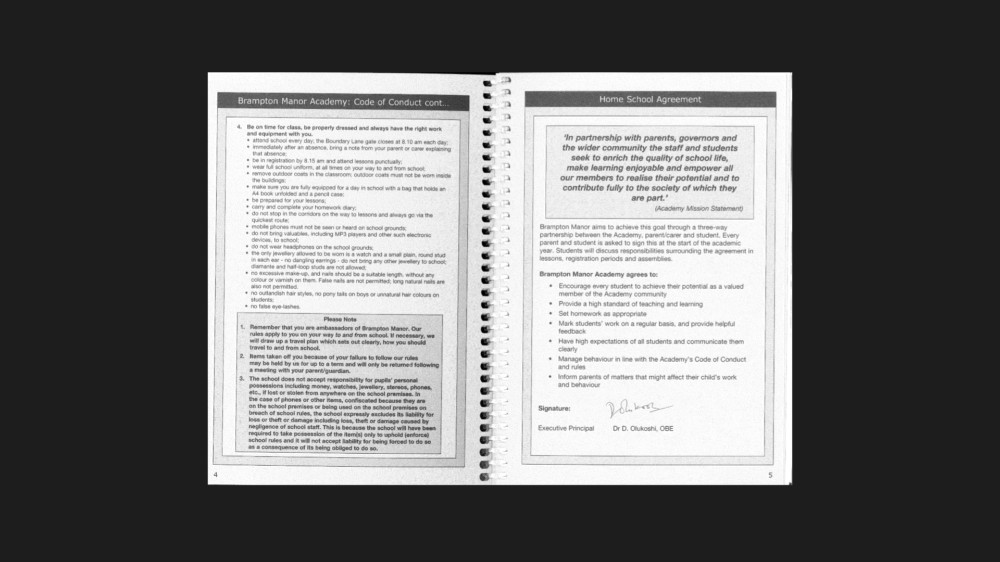 Brampton Manor Academy: Code of Conduct cont...
4. Be on time for class, be properly dressed and always have the right work
and equipment with you.
• attend school every day; the Boundary Lane gate closes at 8.10 am each day;
• immediately after an absence, bring a note from your parent or carer explaining
that absence;
• be in registration by 8.15 am and attend lessons punctually;
• wear full school uniform, at all times on your way to and from school;
• remove outdoor coats in the classroom; outdoor coats must not be worn inside
the buildings;
• make sure you are fully equipped for a day in school with a bag that holds an
A4 book unfolded and a pencil case;
• be prepared for your lessons;
• carry and complete your homework diary;
• do not stop in the corridors on the way to lessons and always go via the
quickest route;
• mobile phones must not be seen or heard on school grounds;
• do not bring valuables, including MP3 players and other such electronic
devices, to school;
• do not wear headphones on the school grounds;
• the only jewellery allowed to be worn is a watch and a small plain, round stud
in each ear - no dangling earrings - do not bring any other jewellery to school;
diamante and half-loop studs are not allowed;
• no excessive make-up, and nails should be a suitable length, without any
colour or varnish on them. False nails are not permitted; long natural nails are
also not permitted.
• no outlandish hair styles, no pony tails on boys or unnatural hair colours on
students;
• no false eye-lashes.
Please Note
1. Remember that you are ambassadors of Brampton Manor. Our
rules apply to you on your way to and from school. If necessary, we
will draw up a travel plan which sets out clearly, how you should
travel to and from school.
2. Items taken off you because of your failure to follow our rules
may be held by us for up to a term and will only be returned following
a meeting with your parent/guardian.
3. The school does not accept responsibility for pupils' personal
possessions including money, watches, jewellery, stereos, phones,
etc., if lost or stolen from anywhere on the school premises. In
the case of phones or other items, confiscated because they are
on the school premises or being used on the school premises on
breach of school rules, the school expressly excludes its liability for
loss or theft or damage including loss, theft or damage caused by
negligence of school staff. This is because the school will have been
required to take possession of the item(s) only to uphold (enforce)
school rules and it will not accept liability for being forced to do so
as a consequence of its being obliged to do so.
4
Home School Agreement
'In partnership with parents, governors and
the wider community the staff and students
seek to enrich the quality of school life,
make learning enjoyable and empower all
our members to realise their potential and to
contribute fully to the society of which they
are part.'
(Academy Mission Statement)
Brampton Manor aims to achieve this goal through a three-way
partnership between the Academy, parent/carer and student. Every
parent and student is asked to sign this at the start of the academic
year. Students will discuss responsibilities surrounding the agreement in
lessons, registration periods and assemblies.
Brampton Manor Academy agrees to:
• Encourage every student to achieve their potential as a valued
member of the Academy community
• Provide a high standard of teaching and learning
• Set homework as appropriate
• Mark students' work on a regular basis, and provide helpful
feedback
• Have high expectations of all students and communicate them
clearly
• Manage behaviour in line with the Academy's Code of Conduct
and rules
• Inform parents of matters that might affect their child's work
and behaviour
Signature: DOlukoshi
Executive Principal Dr D. Olukoshi, OBE
5